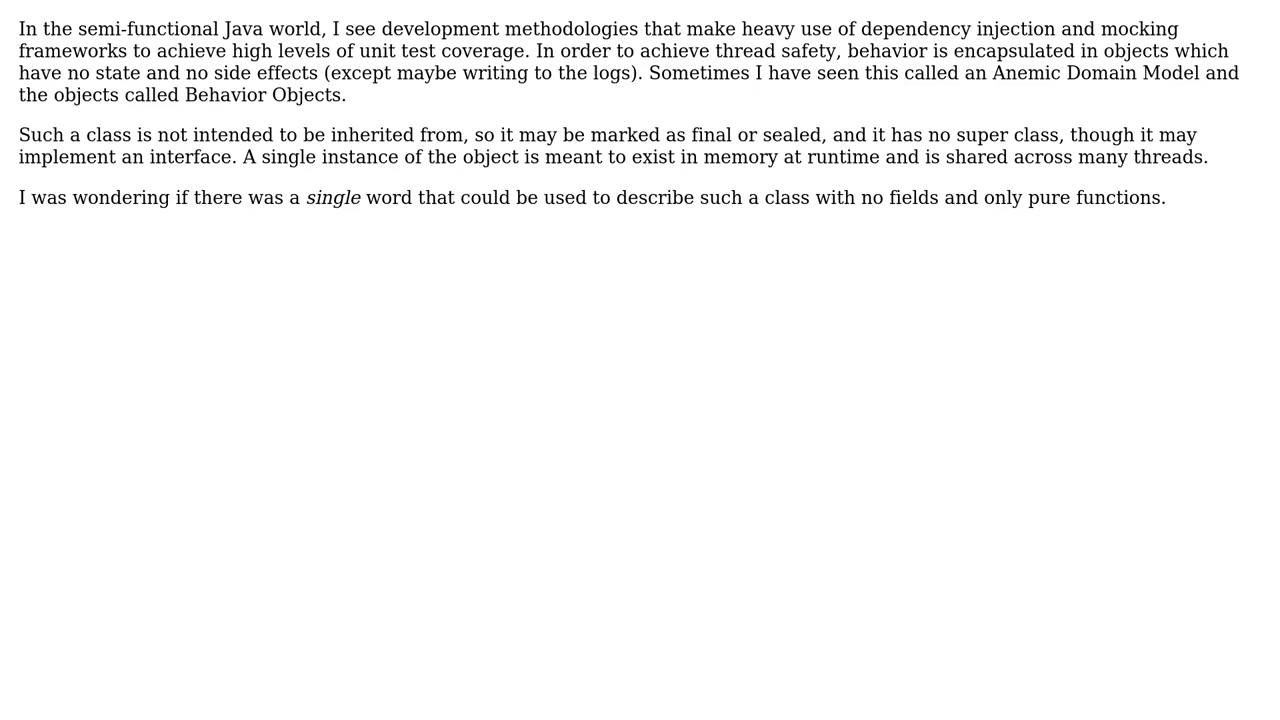 In the semi-functional Java world, I see development methodologies that make heavy use of dependency injection and mocking
frameworks to achieve high levels of unit test coverage. In order to achieve thread safety, behavior is encapsulated in objects which
have no state and no side effects (except maybe writing to the logs). Sometimes I have seen this called an Anemic Domain Model and
the objects called Behavior Objects.
Such a class is not intended to be inherited from, so it may be marked as final or sealed, and it has no super class, though it may
implement an interface. A single instance of the object is meant to exist in memory at runtime and is shared across many threads.
I was wondering if there was a single word that could be used to describe such a class with no fields and only pure functions.